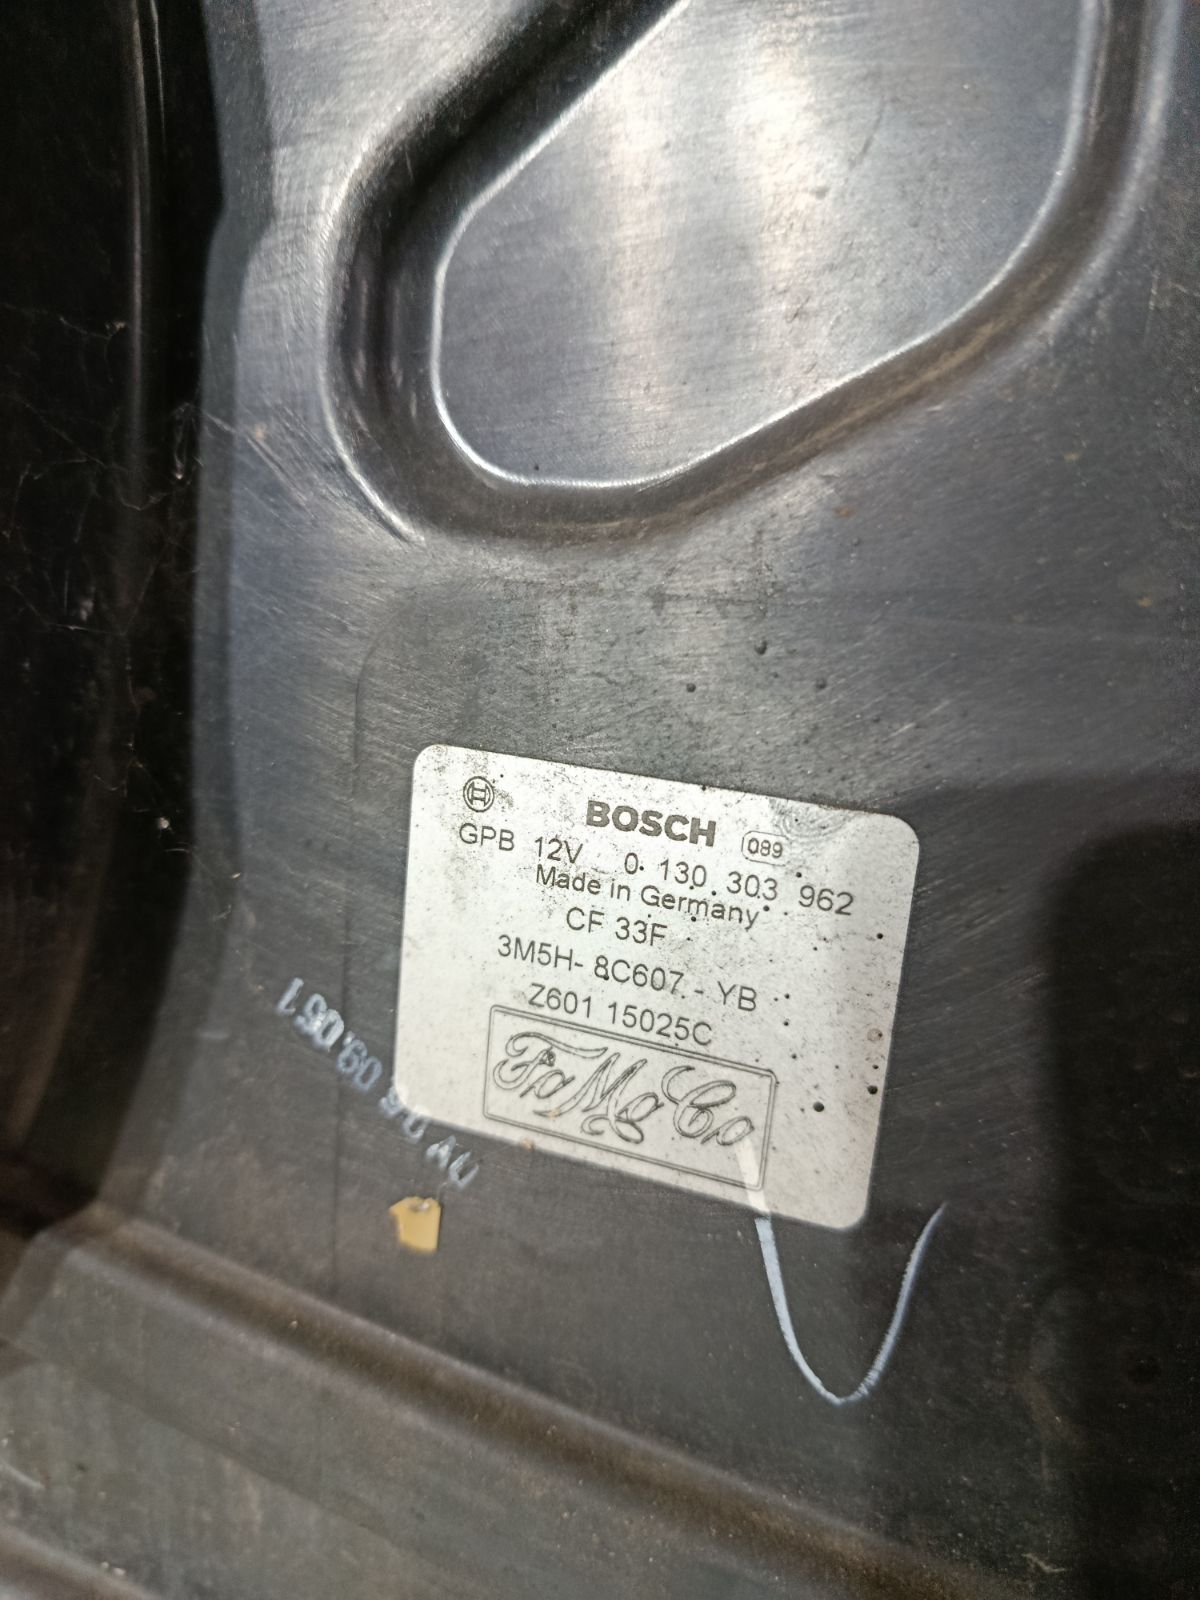 BOSCH 089
GPB 12V 0 130 303 962
Made in Germany
CF 33F
3M5H- 8C607 - YB
Z601 15025C
FoMoCo